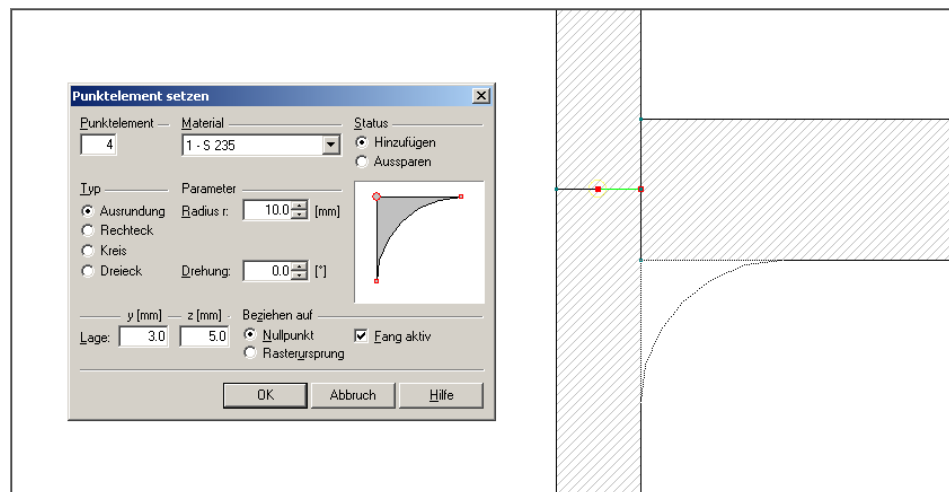 Punktelement setzen
Punktelement Material Status
4 1 - S 235 Hinzufügen
Aussparen
Typ Parameter
Ausrundung Radius r: 10.0 [mm]
Rechteck
Kreis
Dreieck Drehung: 0.0 [°]
y [mm] z [mm] Beziehen auf
Lage: 3.0 5.0 Nullpunkt Fang aktiv
Rasterursprung
OK Abbruch Hilfe